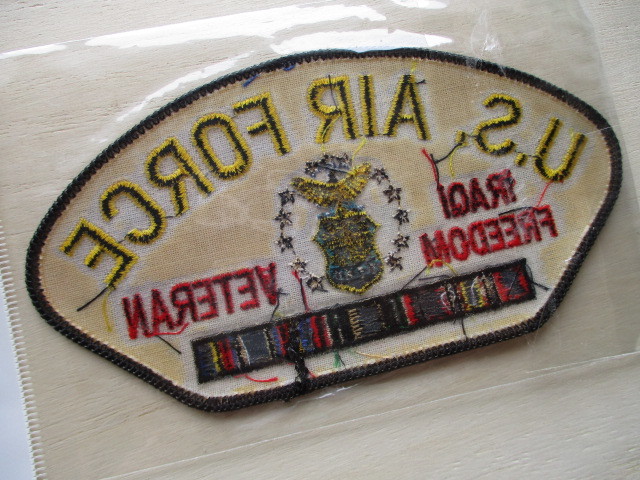 U.S. AIR FORCE
IRAQI
FREEDOM
VETERAN